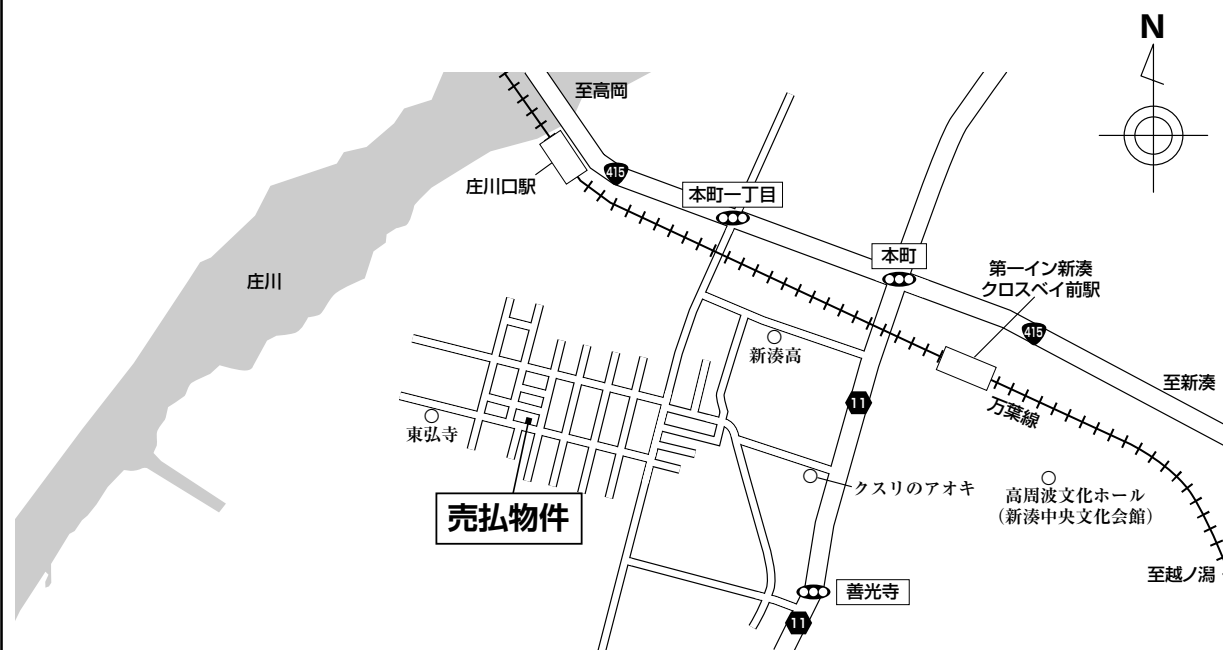 N
至高岡
415
庄川口駅
本町一丁目
本町
庄川
第一イン新湊
クロスベイ前駅
415
新湊高
至新湊
11
万葉線
東弘寺
クスリのアオキ
高周波文化ホール
（新湊中央文化会館）
売払物件
至越ノ潟
善光寺
11